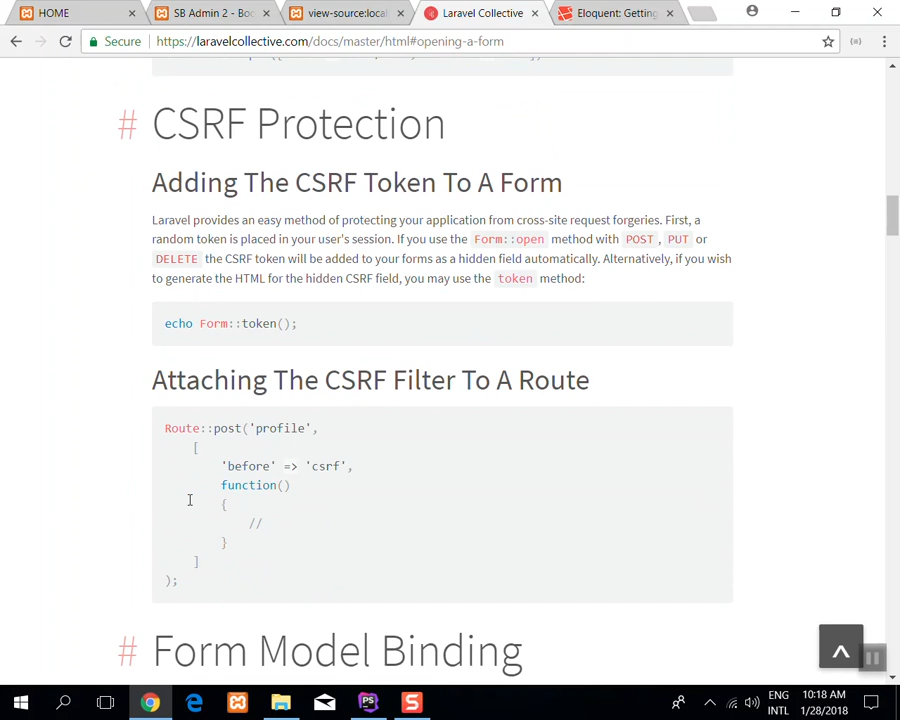 HOME
SB Admin 2 - Boo
view-source:local
Laravel Collective
Eloquent: Getting
Secure
https://laravelcollective.com/docs/master/html#opening-a-form
# CSRF Protection
Adding The CSRF Token To A Form
Laravel provides an easy method of protecting your application from cross-site request forgeries. First, a
random token is placed in your user's session. If you use the Form::open method with POST , PUT or
DELETE the CSRF token will be added to your forms as a hidden field automatically. Alternatively, if you wish
to generate the HTML for the hidden CSRF field, you may use the token method:
echo Form::token();
Attaching The CSRF Filter To A Route
Route::post('profile',
[
'before' => 'csrf',
function()
{
//
}
]
);
# Form Model Binding
ENG
INTL
10:18 AM
1/28/2018